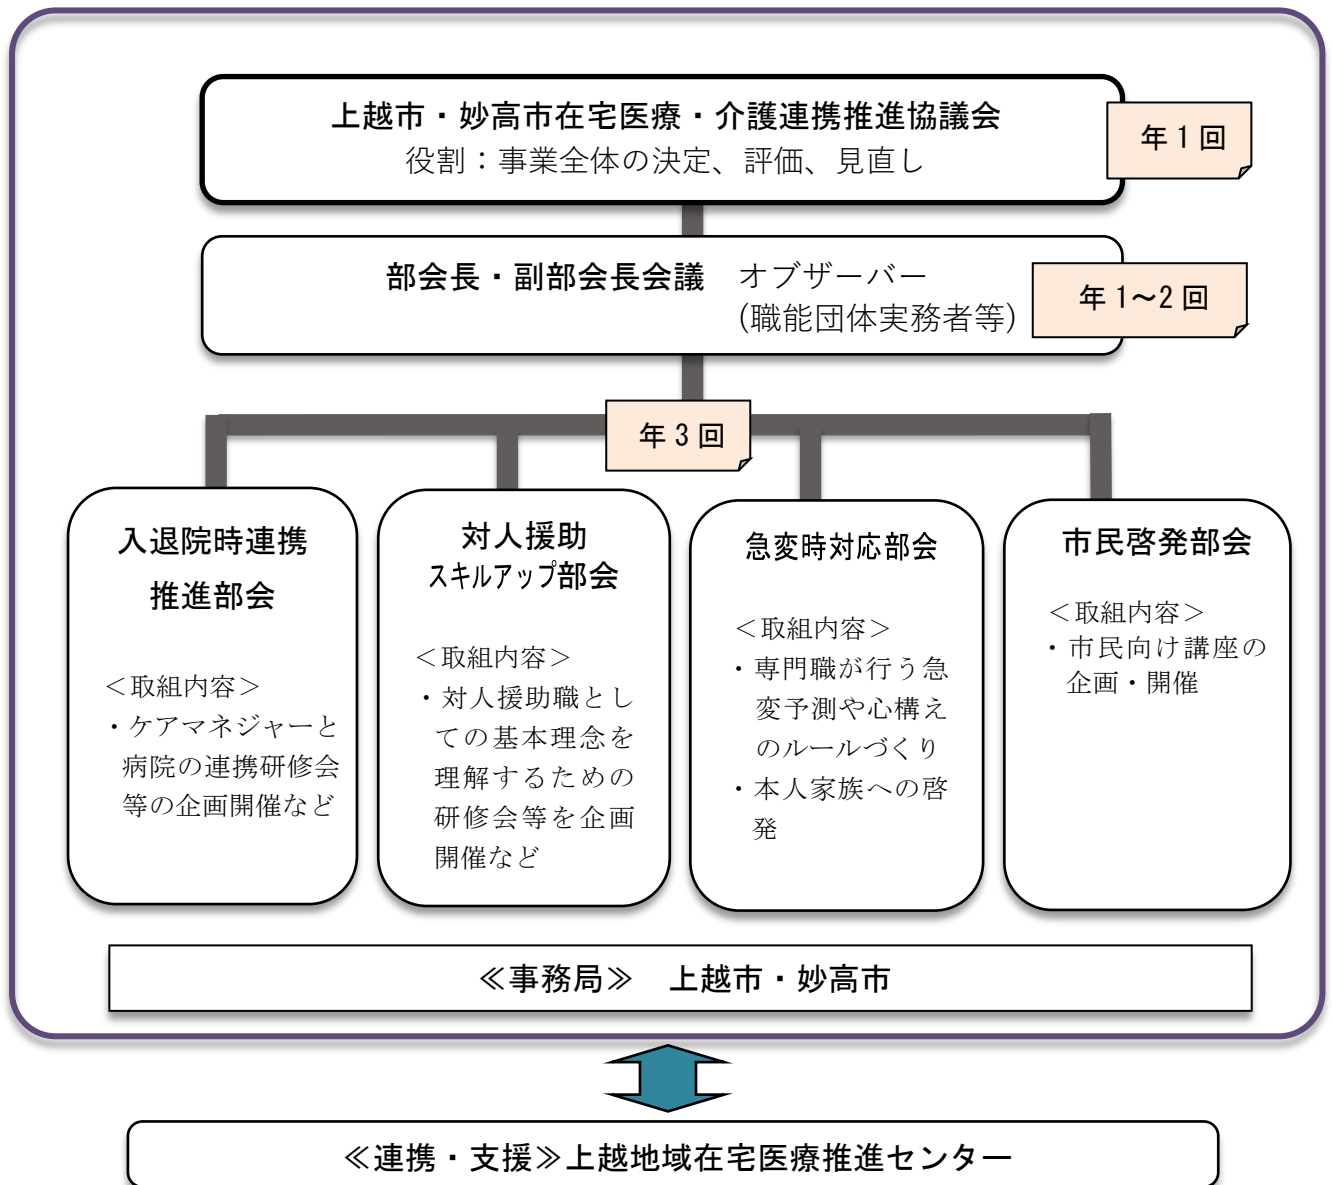 上越市・妙高市在宅医療・介護連携推進協議会
役割：事業全体の決定、評価、見直し
年 1 回
部会長・副部会長会議　オブザーバー
(職能団体実務者等)
年 1～2 回
年 3 回
入退院時連携
推進部会
＜取組内容＞
・ケアマネジャーと
病院の連携研修会
等の企画開催など
対人援助
スキルアップ部会
＜取組内容＞
・対人援助職とし
ての基本理念を
理解するための
研修会等を企画
開催など
急変時対応部会
＜取組内容＞
・専門職が行う急
変予測や心構え
のルールづくり
・本人家族への啓
発
市民啓発部会
＜取組内容＞
・市民向け講座の
企画・開催
≪事務局≫　上越市・妙高市
≪連携・支援≫上越地域在宅医療推進センター